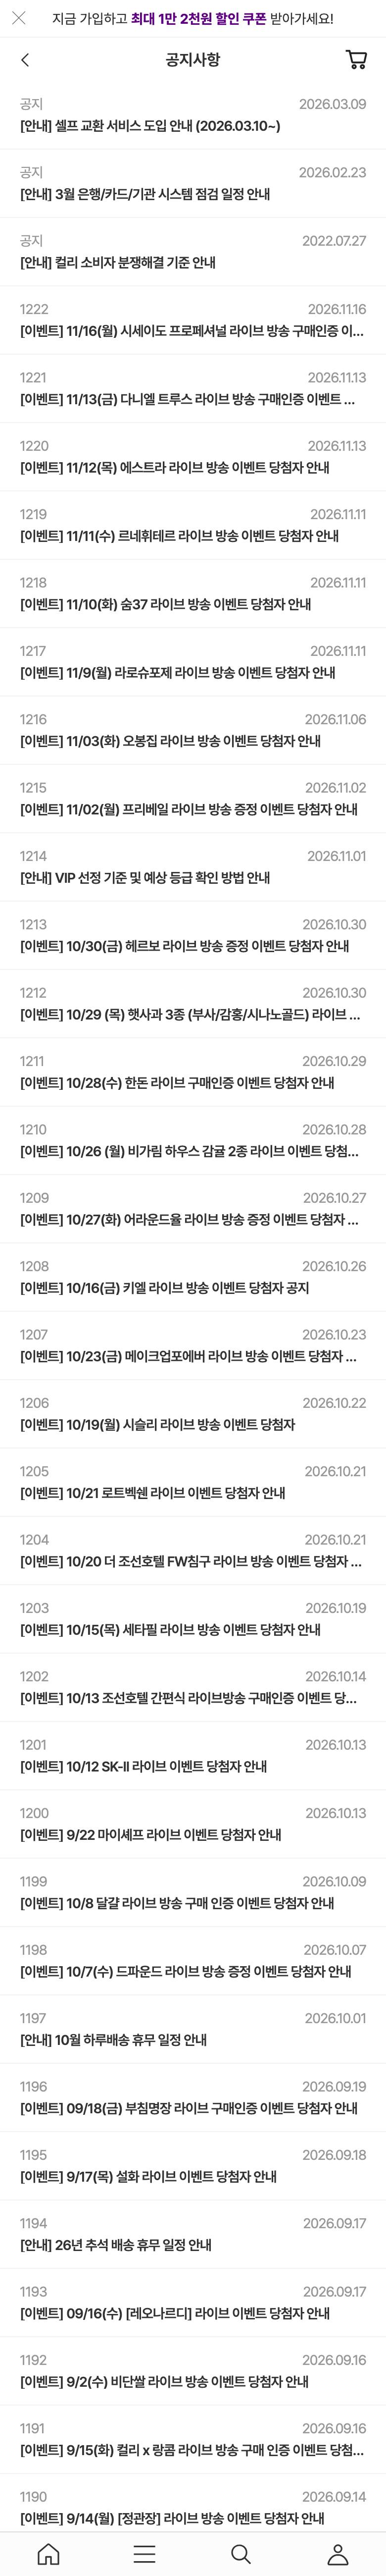 지금 가입하고 최대 1만 2천원 할인 쿠폰 받아가세요!
공지사항
공지 2026.03.09
[안내] 셀프 교환 서비스 도입 안내 (2026.03.10~)
공지 2026.02.23
[안내] 3월 은행/카드/기관 시스템 점검 일정 안내
공지 2022.07.27
[안내] 컬리 소비자 분쟁해결 기준 안내
1222 2026.11.16
[이벤트] 11/16(월) 시세이도 프로페셔널 라이브 방송 구매인증 이...
1221 2026.11.13
[이벤트] 11/13(금) 다니엘 트루스 라이브 방송 구매인증 이벤트 ...
1220 2026.11.13
[이벤트] 11/12(목) 에스트라 라이브 방송 이벤트 당첨자 안내
1219 2026.11.11
[이벤트] 11/11(수) 르네휘테르 라이브 방송 이벤트 당첨자 안내
1218 2026.11.11
[이벤트] 11/10(화) 숨37 라이브 방송 이벤트 당첨자 안내
1217 2026.11.11
[이벤트] 11/9(월) 라로슈포제 라이브 방송 이벤트 당첨자 안내
1216 2026.11.06
[이벤트] 11/03(화) 오봉집 라이브 방송 이벤트 당첨자 안내
1215 2026.11.02
[이벤트] 11/02(월) 프리베일 라이브 방송 증정 이벤트 당첨자 안내
1214 2026.11.01
[안내] VIP 선정 기준 및 예상 등급 확인 방법 안내
1213 2026.10.30
[이벤트] 10/30(금) 헤르보 라이브 방송 증정 이벤트 당첨자 안내
1212 2026.10.30
[이벤트] 10/29 (목) 햇사과 3종 (부사/감홍/시나노골드) 라이브 ...
1211 2026.10.29
[이벤트] 10/28(수) 한돈 라이브 구매인증 이벤트 당첨자 안내
1210 2026.10.28
[이벤트] 10/26 (월) 비가림 하우스 감귤 2종 라이브 이벤트 당첨...
1209 2026.10.27
[이벤트] 10/27(화) 어라운드율 라이브 방송 증정 이벤트 당첨자 ...
1208 2026.10.26
[이벤트] 10/16(금) 키엘 라이브 방송 이벤트 당첨자 공지
1207 2026.10.23
[이벤트] 10/23(금) 메이크업포에버 라이브 방송 이벤트 당첨자 ...
1206 2026.10.22
[이벤트] 10/19(월) 시슬리 라이브 방송 이벤트 당첨자
1205 2026.10.21
[이벤트] 10/21 로트벡쉔 라이브 이벤트 당첨자 안내
1204 2026.10.21
[이벤트] 10/20 더 조선호텔 FW침구 라이브 방송 이벤트 당첨자 ...
1203 2026.10.19
[이벤트] 10/15(목) 세타필 라이브 방송 이벤트 당첨자 안내
1202 2026.10.14
[이벤트] 10/13 조선호텔 간편식 라이브방송 구매인증 이벤트 당...
1201 2026.10.13
[이벤트] 10/12 SK-II 라이브 이벤트 당첨자 안내
1200 2026.10.13
[이벤트] 9/22 마이셰프 라이브 이벤트 당첨자 안내
1199 2026.10.09
[이벤트] 10/8 달걀 라이브 방송 구매 인증 이벤트 당첨자 안내
1198 2026.10.07
[이벤트] 10/7(수) 드파운드 라이브 방송 증정 이벤트 당첨자 안내
1197 2026.10.01
[안내] 10월 하루배송 휴무 일정 안내
1196 2026.09.19
[이벤트] 09/18(금) 부침명장 라이브 구매인증 이벤트 당첨자 안내
1195 2026.09.18
[이벤트] 9/17(목) 설화 라이브 이벤트 당첨자 안내
1194 2026.09.17
[안내] 26년 추석 배송 휴무 일정 안내
1193 2026.09.17
[이벤트] 09/16(수) [레오나르디] 라이브 이벤트 당첨자 안내
1192 2026.09.16
[이벤트] 9/2(수) 비단쌀 라이브 방송 이벤트 당첨자 안내
1191 2026.09.16
[이벤트] 9/15(화) 컬리 x 랑콤 라이브 방송 구매 인증 이벤트 당첨...
1190 2026.09.14
[이벤트] 9/14(월) [정관장] 라이브 방송 이벤트 당첨자 안내